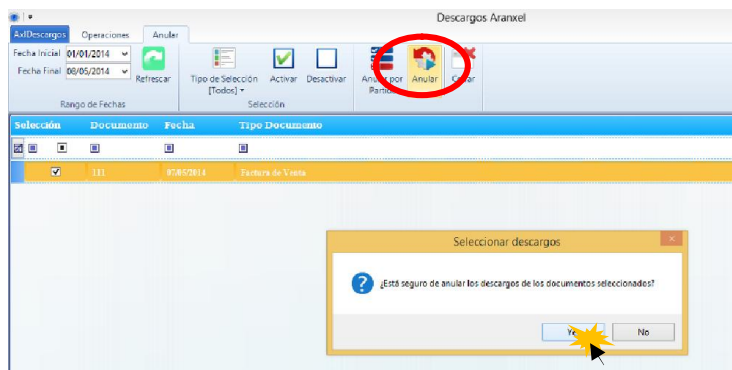 Descargos Aranxel
AxlDescargos Operaciones Anular
Fecha Inicial 01/01/2014
Fecha Final 08/05/2014
Refrescar
Tipo de Selección
[Todos]
Activar Desactivar
Anular por
Partida
Anular
Cerrar
Rango de Fechas Selección
Selección Documento Fecha Tipo Documento
111 07/05/2014 Factura de Venta
Seleccionar descargos
¿Está seguro de anular los descargos de los documentos seleccionados?
No